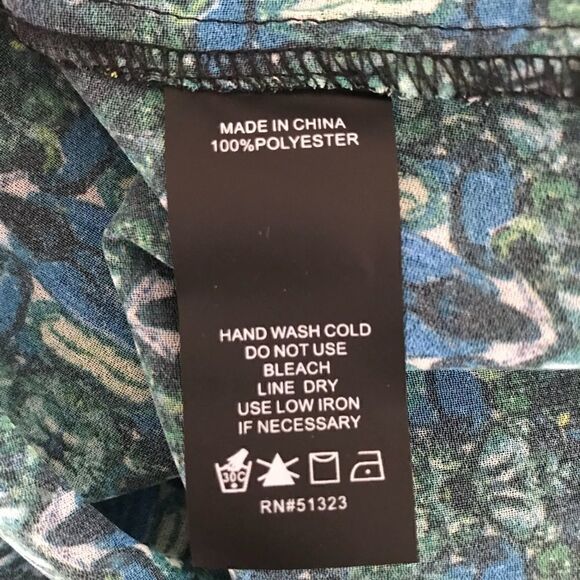 MADE IN CHINA
100%POLYESTER
HAND WASH COLD
DO NOT USE
BLEACH
LINE DRY
USE LOW IRON
IF NECESSARY
30C
RN#51323